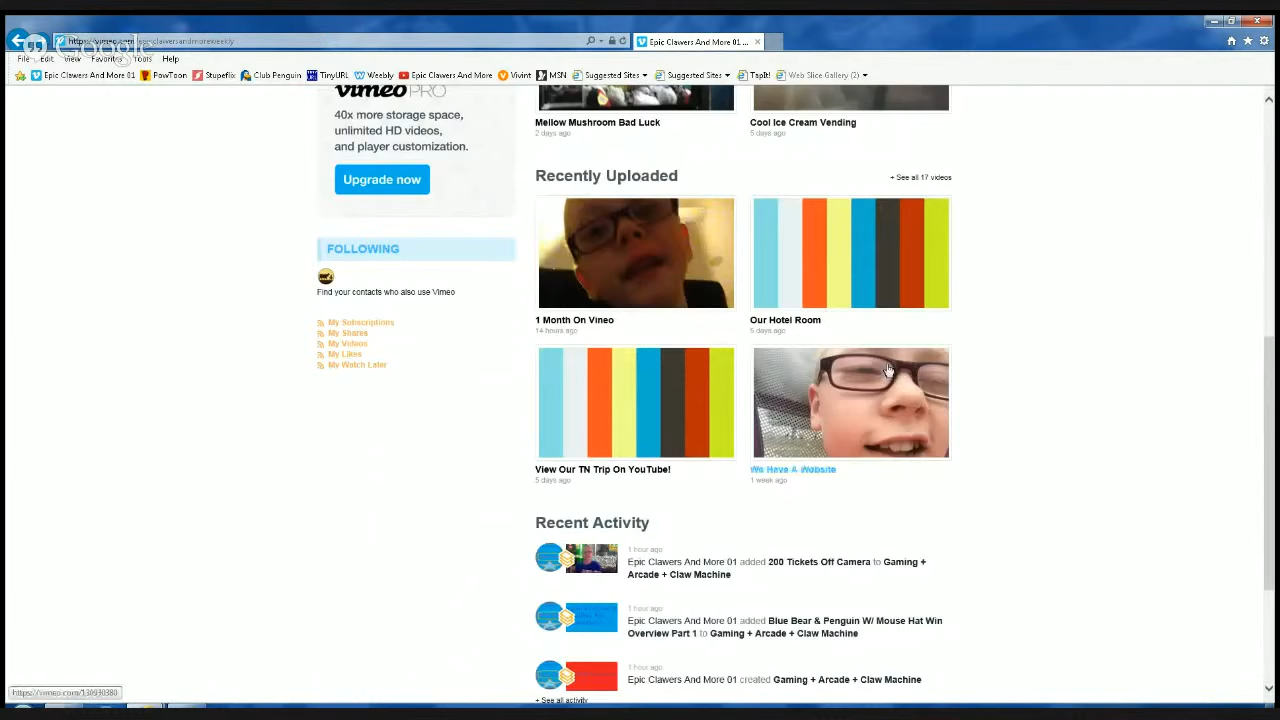 Google
Epic Clawers And More 01 ...
Edit
View
Favorites
Tools
Help
Epic Clawers And More 01
PowToon
Stupeflix
Club Penguin
TinyURL
Weebly
Epic Clawers And More
Vivint
MSN
Suggested Sites
Suggested Sites
TapIt!
Web Slice Gallery (2)
vimeo PRO
40x more storage space,
unlimited HD videos,
and player customization.
Upgrade now
FOLLOWING
Find your contacts who also use Vimeo
My Subscriptions
My Shares
My Videos
My Likes
My Watch Later
Mellow Mushroom Bad Luck
2 days ago
Cool Ice Cream Vending
5 days ago
Recently Uploaded
+ See all 17 videos
1 Month On Vineo
14 hours ago
Our Hotel Room
5 days ago
View Our TN Trip On YouTube!
5 days ago
We Have A Website
1 week ago
Recent Activity
1 hour ago
Epic Clawers And More 01 added 200 Tickets Off Camera to Gaming +
Arcade + Claw Machine
1 hour ago
Epic Clawers And More 01 added Blue Bear & Penguin W/ Mouse Hat Win
Overview Part 1 to Gaming + Arcade + Claw Machine
1 hour ago
Epic Clawers And More 01 created Gaming + Arcade + Claw Machine
+ See all activity